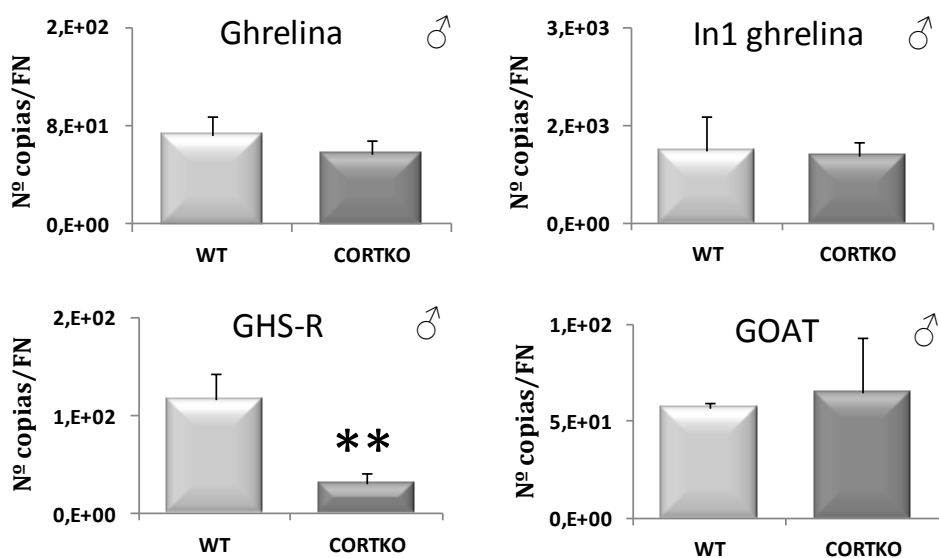 Ghrelina ♂
Nº copias/FN
2,E+02
8,E+01
0,E+00
WT CORTKO
In1 ghrelina ♂
Nº copias/FN
3,E+03
2,E+03
0,E+00
WT CORTKO
GHS-R ♂
Nº copias/FN
2,E+02
1,E+02
0,E+00
**
WT CORTKO
GOAT ♂
Nº copias/FN
1,E+02
5,E+01
0,E+00
WT CORTKO